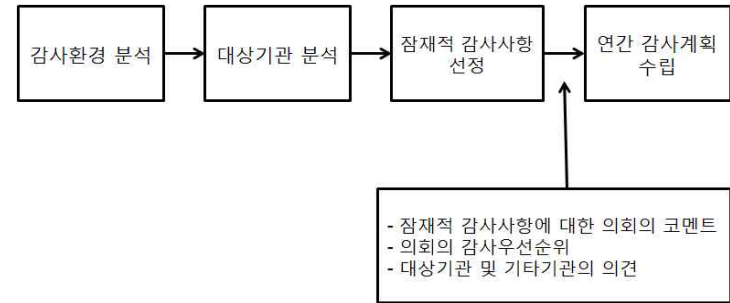 감사환경 분석
대상기관 분석
잠재적 감사사항
선정
연간 감사계획
수립
- 잠재적 감사사항에 대한 의회의 코멘트
- 의회의 감사우선순위
- 대상기관 및 기타기관의 의견